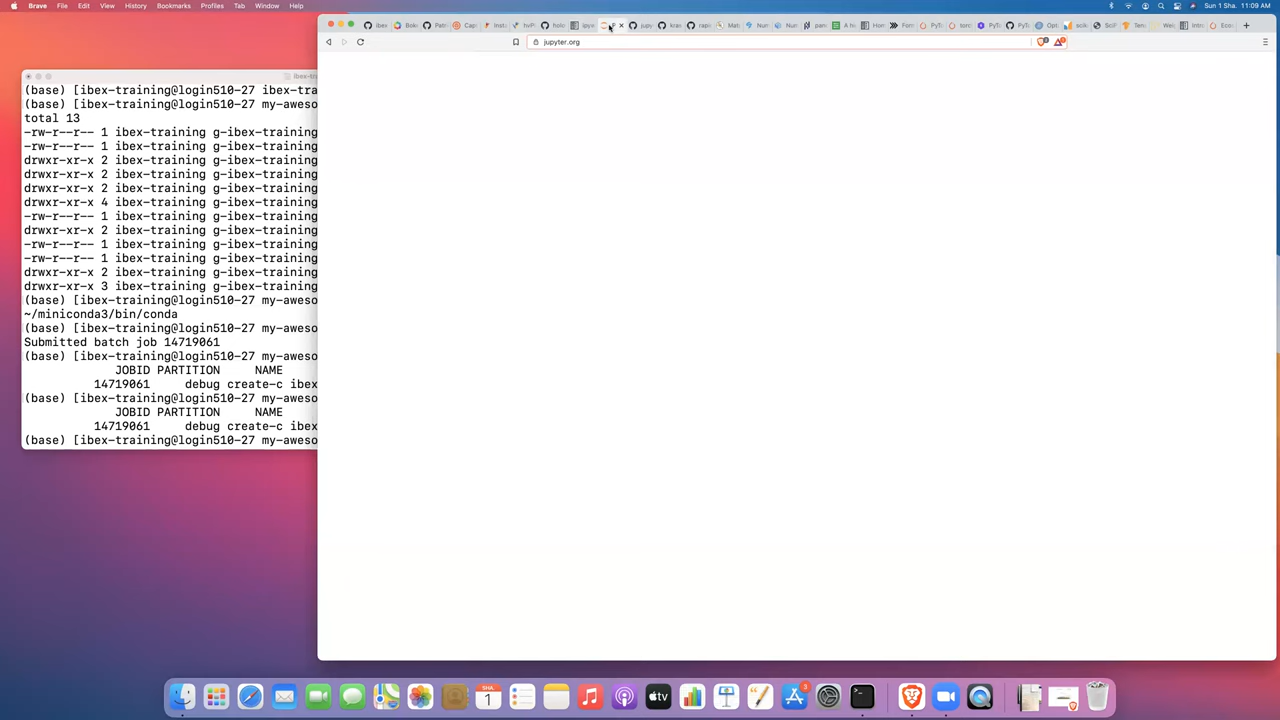 Brave File Edit View History Bookmarks Profiles Tab Window Help Sun 1 Sha. 11:09 AM
jupyter.org
(base) [ibex-training@login510-27 ibex-tra
(base) [ibex-training@login510-27 my-aweso
total 13
-rw-r--r-- 1 ibex-training g-ibex-training
-rw-r--r-- 1 ibex-training g-ibex-training
drwxr-xr-x 2 ibex-training g-ibex-training
drwxr-xr-x 2 ibex-training g-ibex-training
drwxr-xr-x 2 ibex-training g-ibex-training
drwxr-xr-x 4 ibex-training g-ibex-training
-rw-r--r-- 1 ibex-training g-ibex-training
drwxr-xr-x 2 ibex-training g-ibex-training
-rw-r--r-- 1 ibex-training g-ibex-training
-rw-r--r-- 1 ibex-training g-ibex-training
drwxr-xr-x 2 ibex-training g-ibex-training
drwxr-xr-x 3 ibex-training g-ibex-training
(base) [ibex-training@login510-27 my-aweso
~/miniconda3/bin/conda
(base) [ibex-training@login510-27 my-aweso
Submitted batch job 14719061
(base) [ibex-training@login510-27 my-aweso
JOBID PARTITION NAME
14719061 debug create-c ibex
(base) [ibex-training@login510-27 my-aweso
JOBID PARTITION NAME
14719061 debug create-c ibex
(base) [ibex-training@login510-27 my-aweso
SHA.
1
tv
3